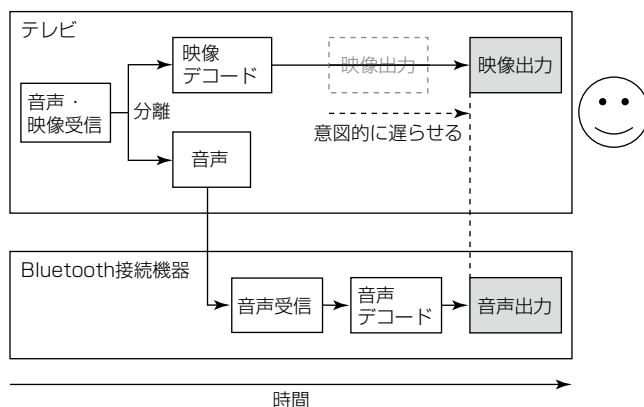 テレビ
音声・
映像受信
分離
映像
デコード
映像出力
映像出力
意図的に遅らせる
音声
Bluetooth接続機器
音声受信
音声
デコード
音声出力
時間